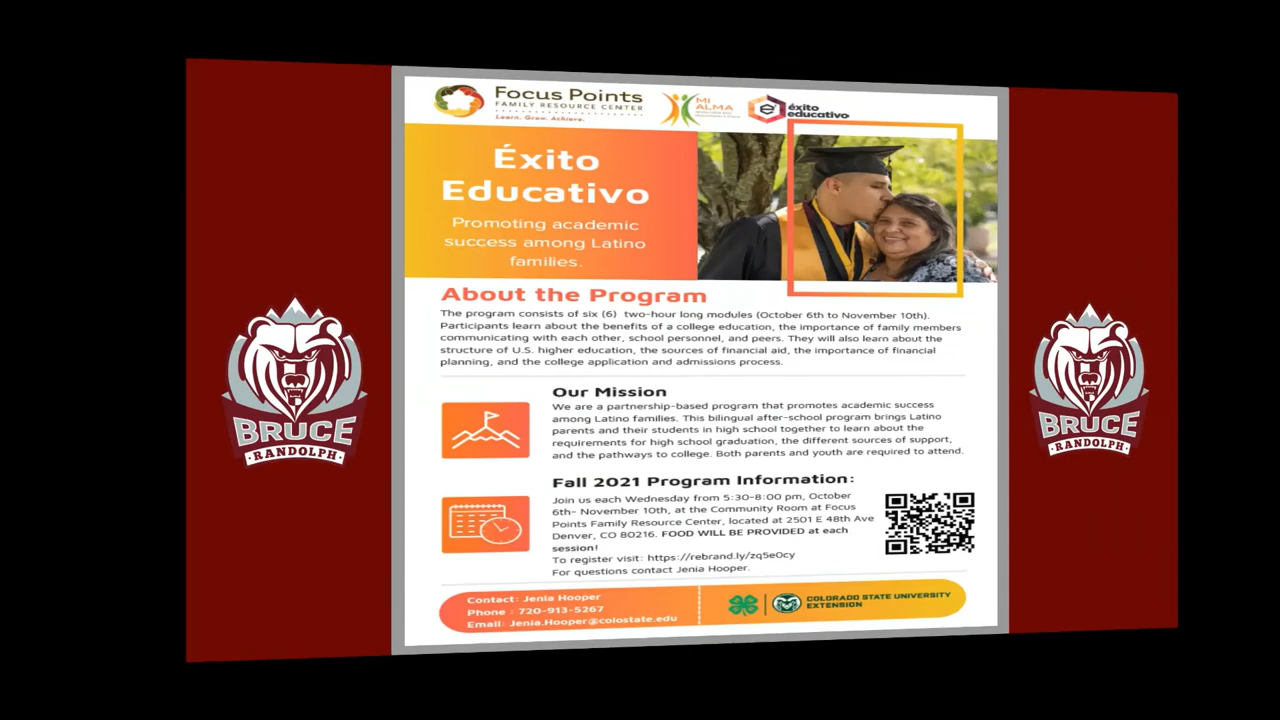 Focus Points
FAMILY RESOURCE CENTER
Learn. Grow. Achieve.
MI
ALMA
éxito
educativo
Éxito
Educativo
Promoting academic
success among Latino
families.
About the Program
The program consists of six (6) two-hour long modules (October 6th to November 10th).
Participants learn about the benefits of a college education, the importance of family members
communicating with each other, school personnel, and peers. They will also learn about the
structure of U.S. higher education, the sources of financial aid, the importance of financial
planning, and the college application and admissions process.
Our Mission
We are a partnership-based program that promotes academic success
among Latino families. This bilingual after-school program brings Latino
parents and their students in high school together to learn about the
requirements for high school graduation, the different sources of support,
and the pathways to college. Both parents and youth are required to attend.
Fall 2021 Program Information:
Join us each Wednesday from 5:30-8:00 pm, October
6th- November 10th, at the Community Room at Focus
Points Family Resource Center, located at 2501 E 48th Ave
Denver, CO 80216. FOOD WILL BE PROVIDED at each
session!
To register visit: https://rebrand.ly/zq5e0cy
For questions contact Jenia Hooper.
Contact: Jenia Hooper
Phone : 720-913-5267
Email: Jenia.Hooper@colostate.edu
COLORADO STATE UNIVERSITY
EXTENSION
BRUCE
·RANDOLPH·
BRUCE
·RANDOLPH·